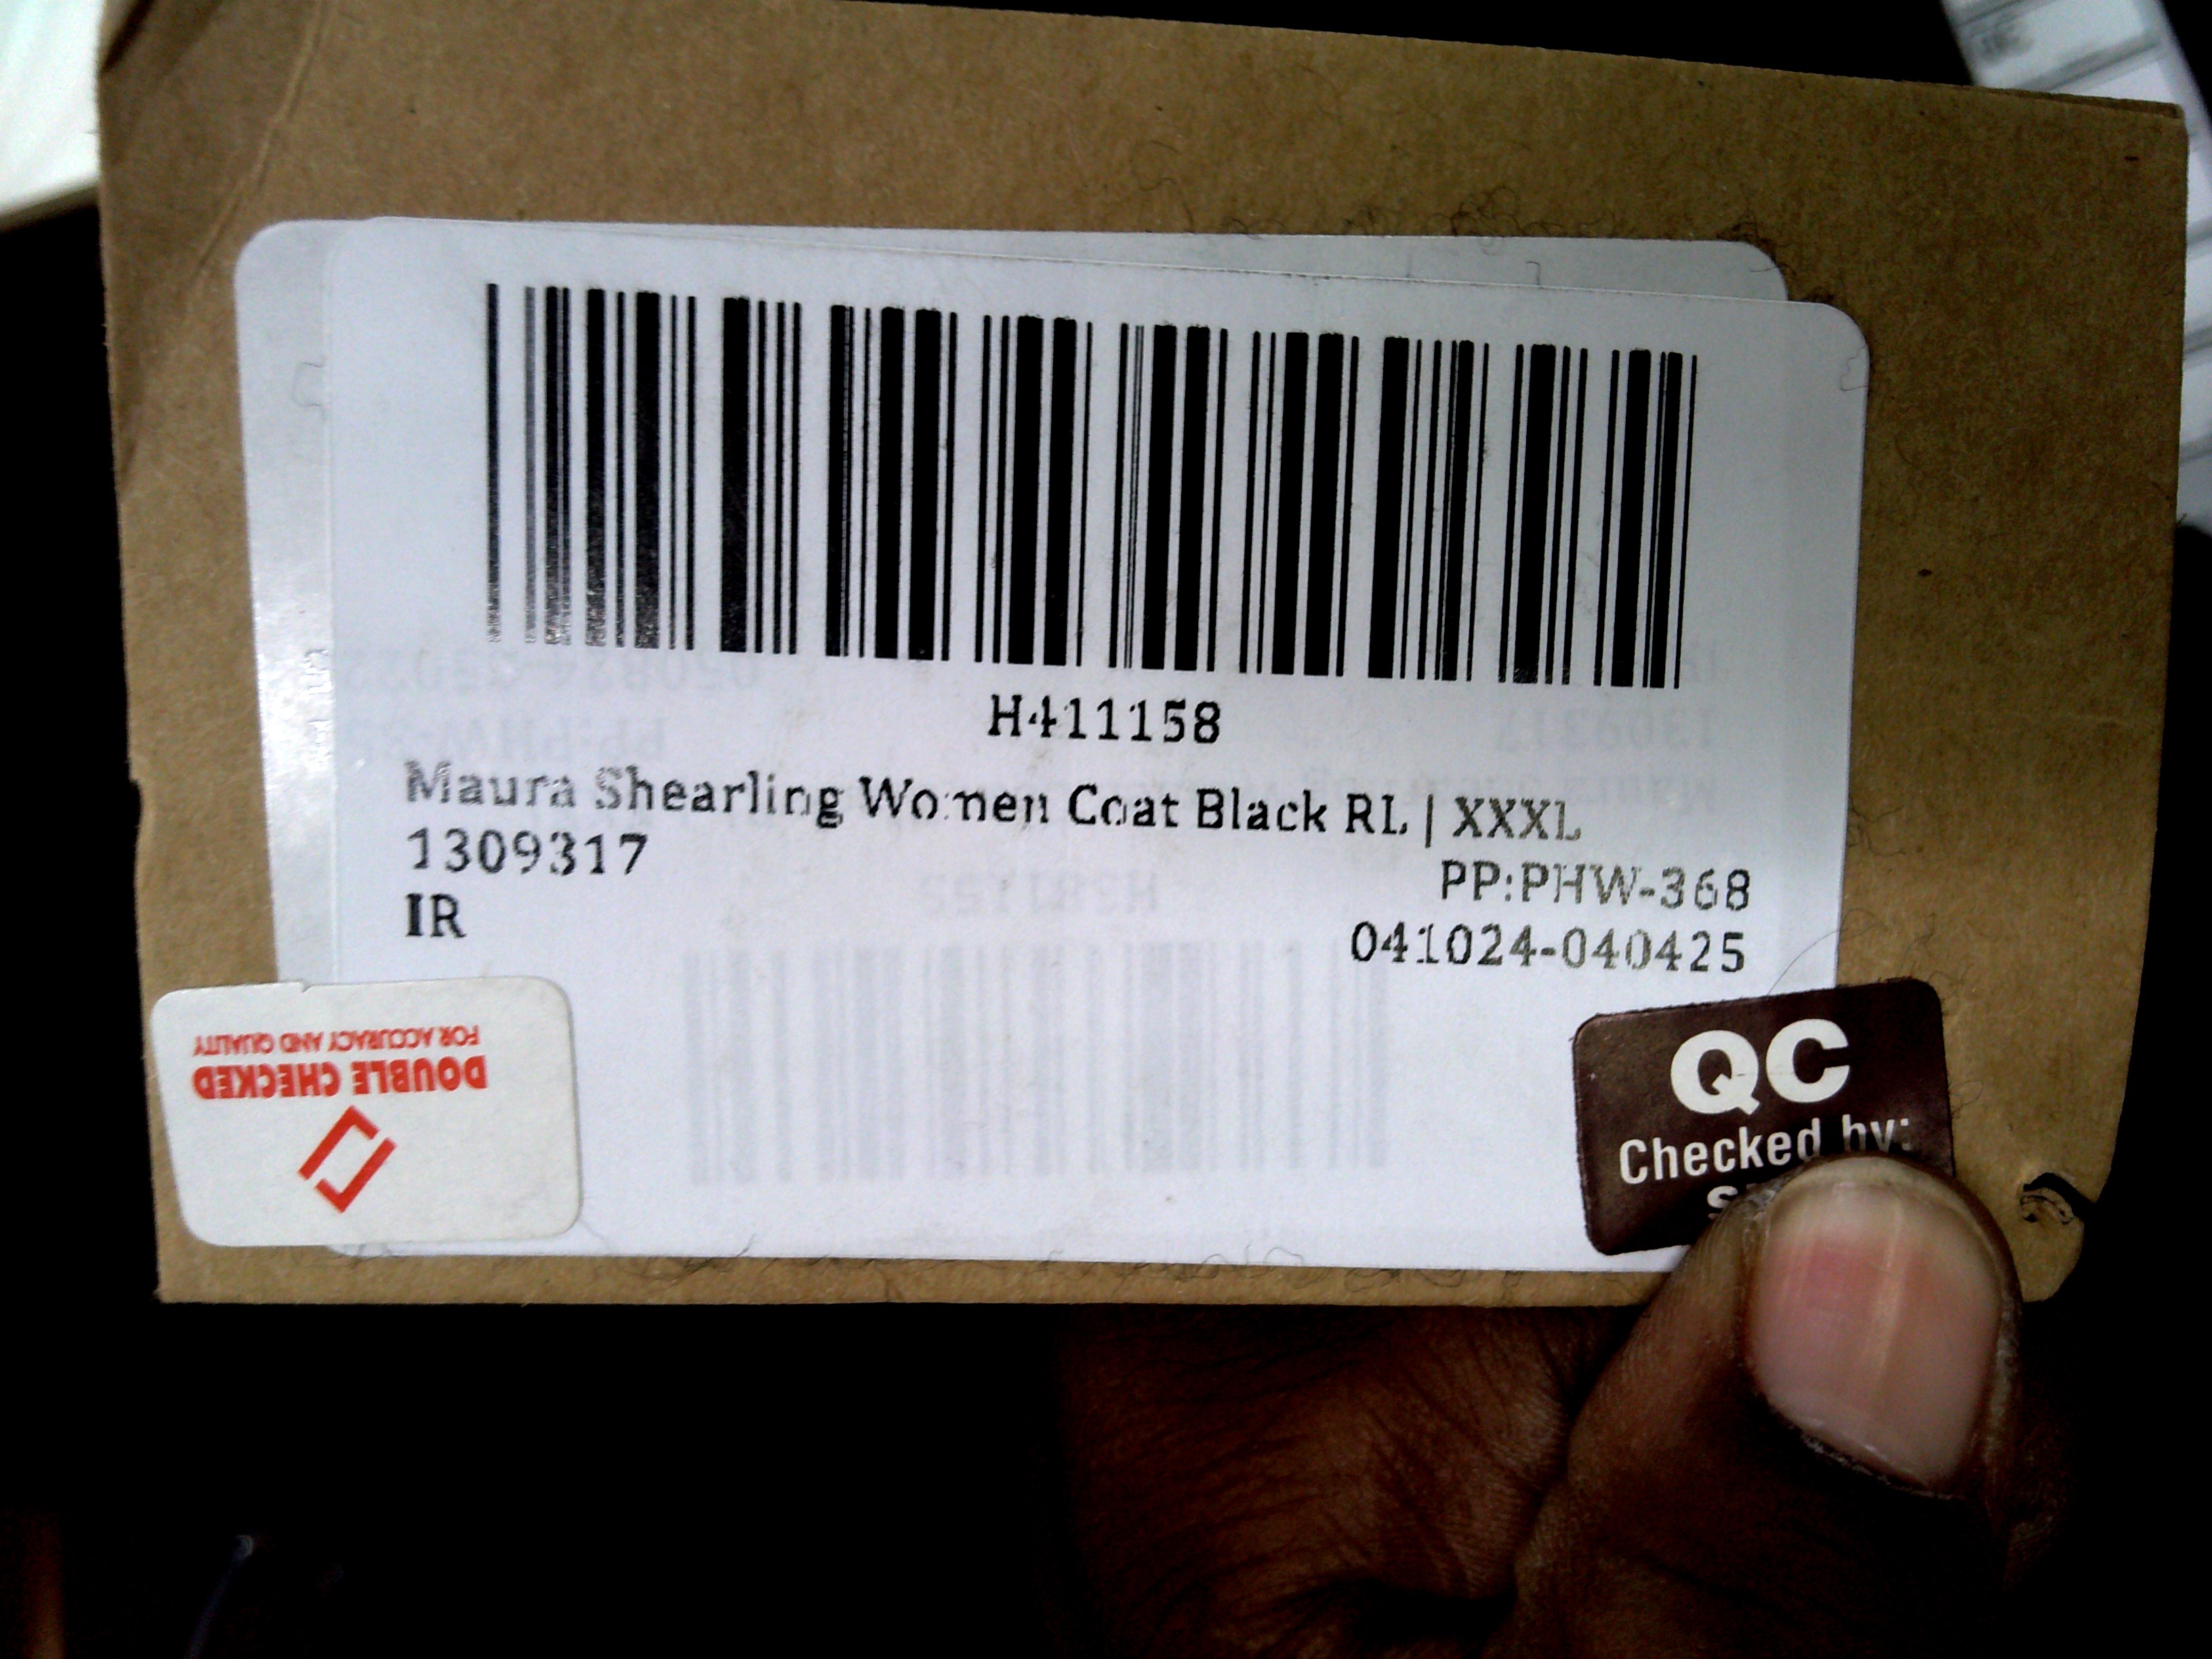 H411158
Maura Shearling Women Coat Black RL | XXXL
1309317
PP:PHW-368
IR
041024-040425
DOUBLE CHECKED
FOR ACCURACY AND QUALITY
QC
Checked by: